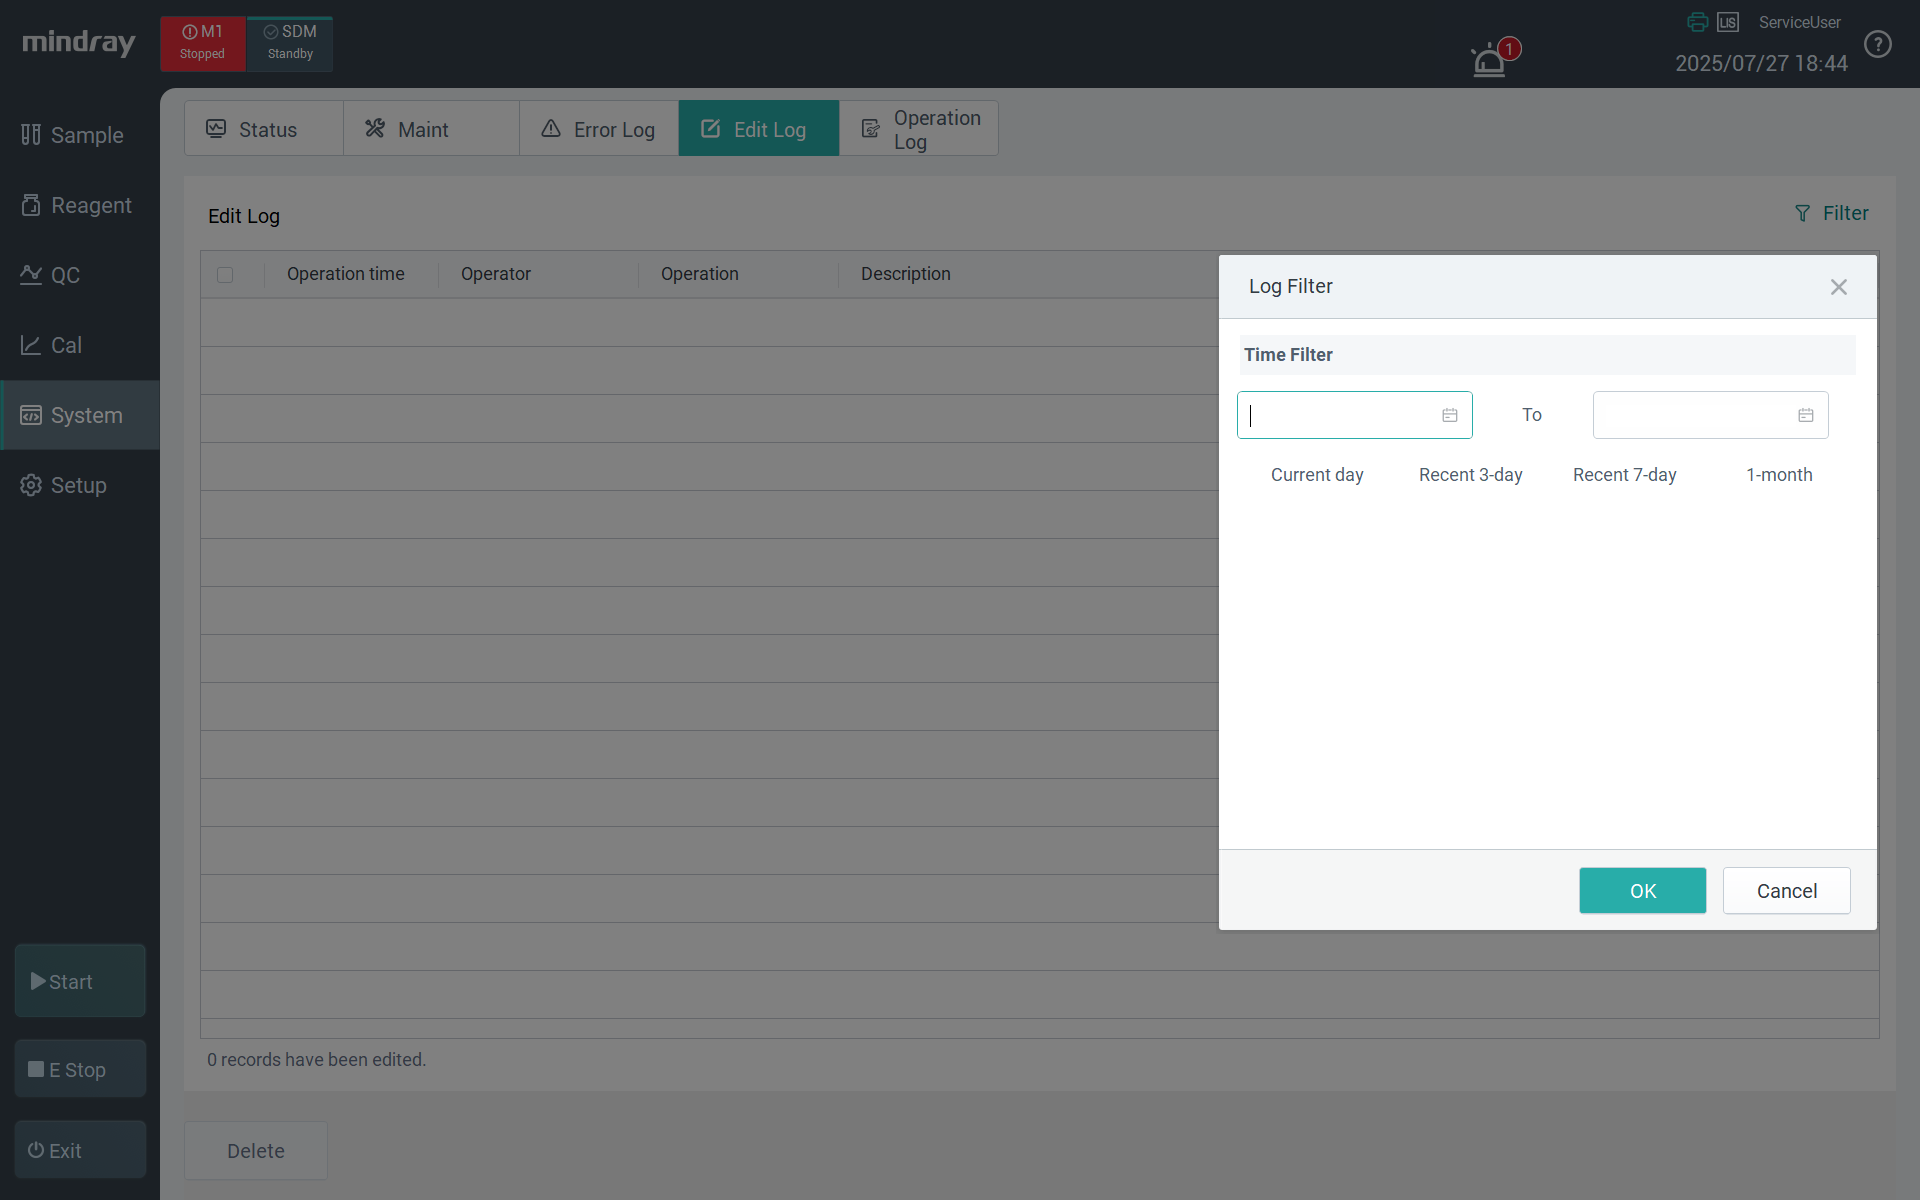 mindray
M1
Stopped
SDM
Standby
1
LIS
ServiceUser
2025/07/27 18:44
?
Sample
Reagent
QC
Cal
System
Setup
Start
E Stop
Exit
Status
Maint
Error Log
Edit Log
Operation
Log
Edit Log
Filter
Operation time
Operator
Operation
Description
Log Filter
Time Filter
To
Current day
Recent 3-day
Recent 7-day
1-month
OK
Cancel
0 records have been edited.
Delete